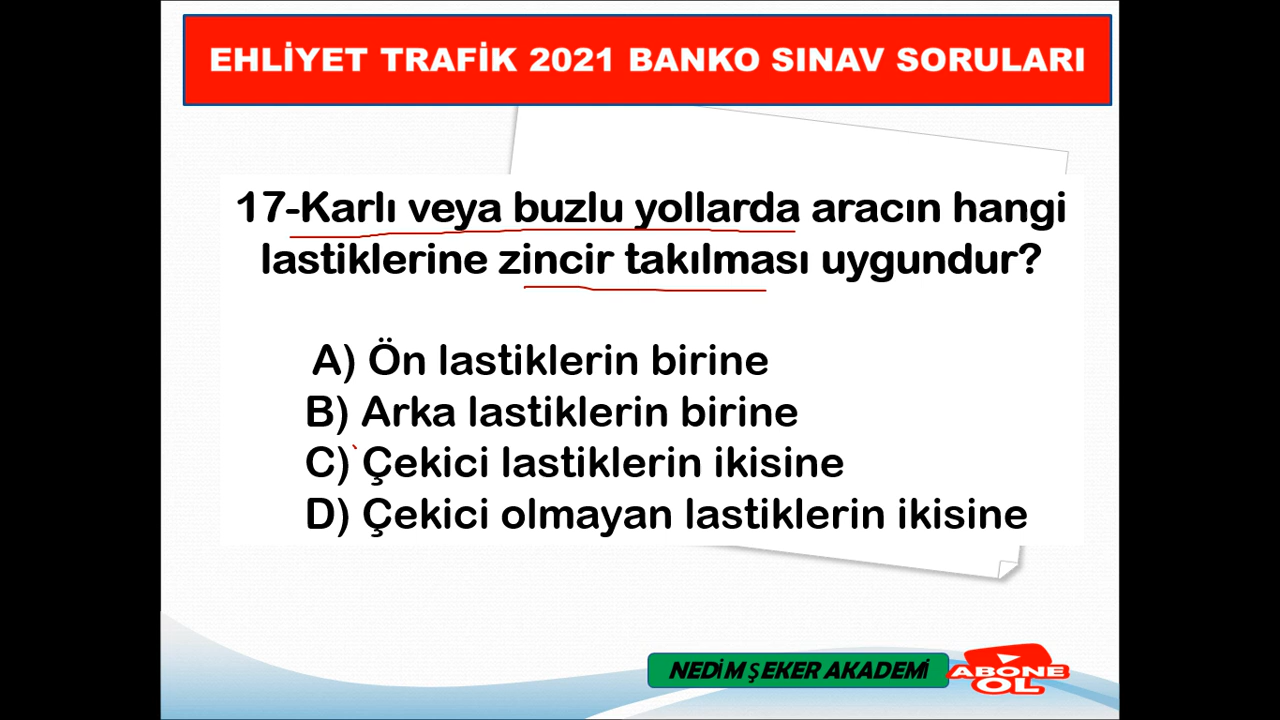 EHLİYET TRAFİK 2021 BANKO SINAV SORULARI
17-Karlı veya buzlu yollarda aracın hangi
lastiklerine zincir takılması uygundur?
A) Ön lastiklerin birine
B) Arka lastiklerin birine
C) Çekici lastiklerin ikisine
D) Çekici olmayan lastiklerin ikisine
NEDİM ŞEKER AKADEMİ
ABONE
OL